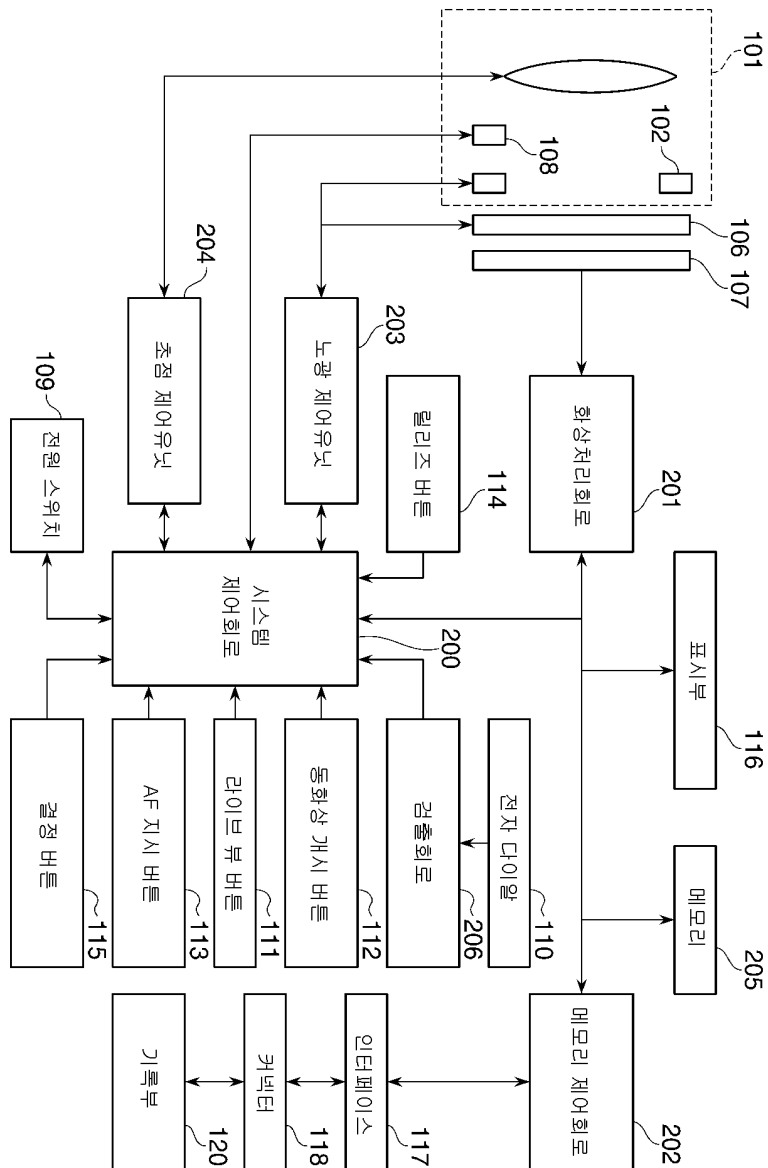 101
102
108
106
107
204
초점 제어유닛
203
노광 제어유닛
109
전원 스위치
릴리즈 버튼
114
화상처리회로
201
시스템
제어회로
200
표시부
116
결정 버튼
115
AF 지시 버튼
113
라이브 뷰 버튼
111
동화상 개시 버튼
112
검출회로
206
전자 다이알
110
메모리
205
기록부
120
커넥터
118
인터페이스
117
메모리 제어회로
202